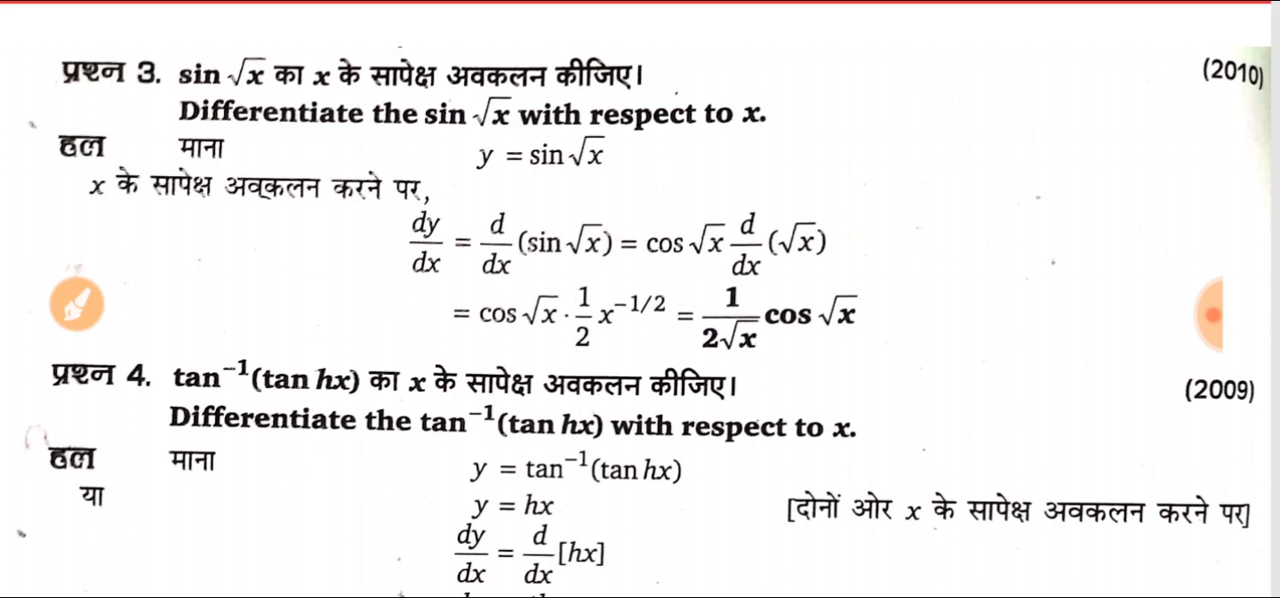 प्रश्न 3. sin √x का x के सापेक्ष अवकलन कीजिए। (2010)
Differentiate the sin √x with respect to x.
हल माना y = sin √x
x के सापेक्ष अवकलन करने पर,
dy/dx = d/dx (sin √x) = cos √x d/dx (√x)
= cos √x · 1/2 x^(-1/2) = 1/(2√x) cos √x
प्रश्न 4. tan⁻¹(tan hx) का x के सापेक्ष अवकलन कीजिए। (2009)
Differentiate the tan⁻¹(tan hx) with respect to x.
हल माना y = tan⁻¹(tan hx)
या y = hx [दोनों ओर x के सापेक्ष अवकलन करने पर]
dy/dx = d/dx [hx]